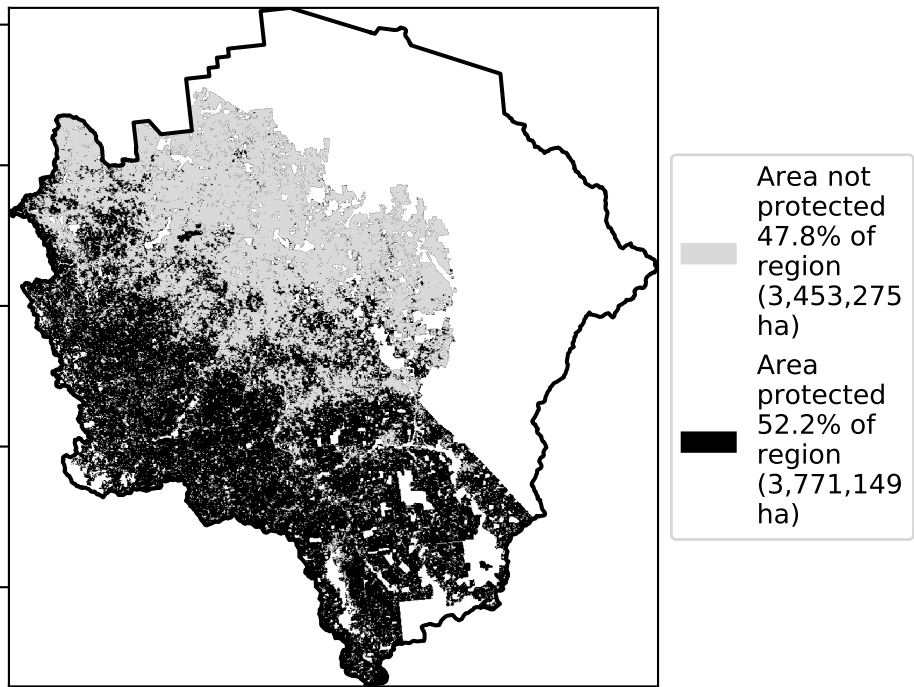 Area not
protected
47.8% of
region
(3,453,275
ha)
Area
protected
52.2% of
region
(3,771,149
ha)